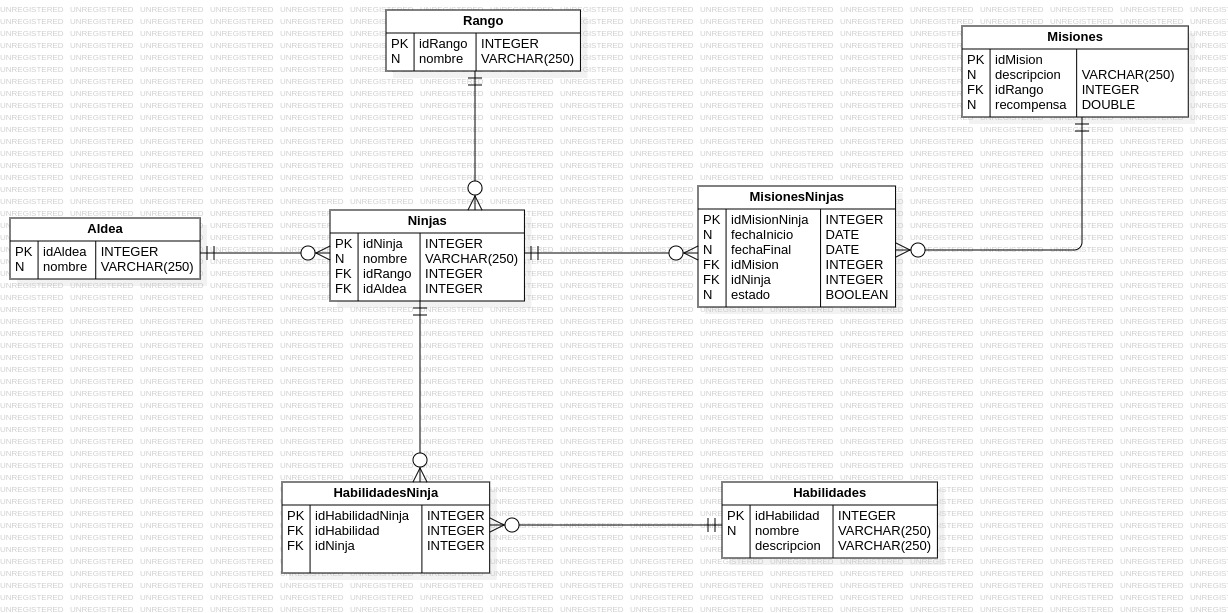 Rango
PK idRango INTEGER
N nombre VARCHAR(250)
Misiones
PK idMision
N descripcion VARCHAR(250)
FK idRango INTEGER
N recompensa DOUBLE
Aldea
PK idAldea INTEGER
N nombre VARCHAR(250)
Ninjas
PK idNinja INTEGER
N nombre VARCHAR(250)
FK idRango INTEGER
FK idAldea INTEGER
MisionesNinjas
PK idMisionNinja INTEGER
N fechaInicio DATE
N fechaFinal DATE
FK idMision INTEGER
FK idNinja INTEGER
N estado BOOLEAN
HabilidadesNinja
PK idHabilidadNinja INTEGER
FK idHabilidad INTEGER
FK idNinja INTEGER
Habilidades
PK idHabilidad INTEGER
N nombre VARCHAR(250)
descripcion VARCHAR(250)
UNREGISTERED